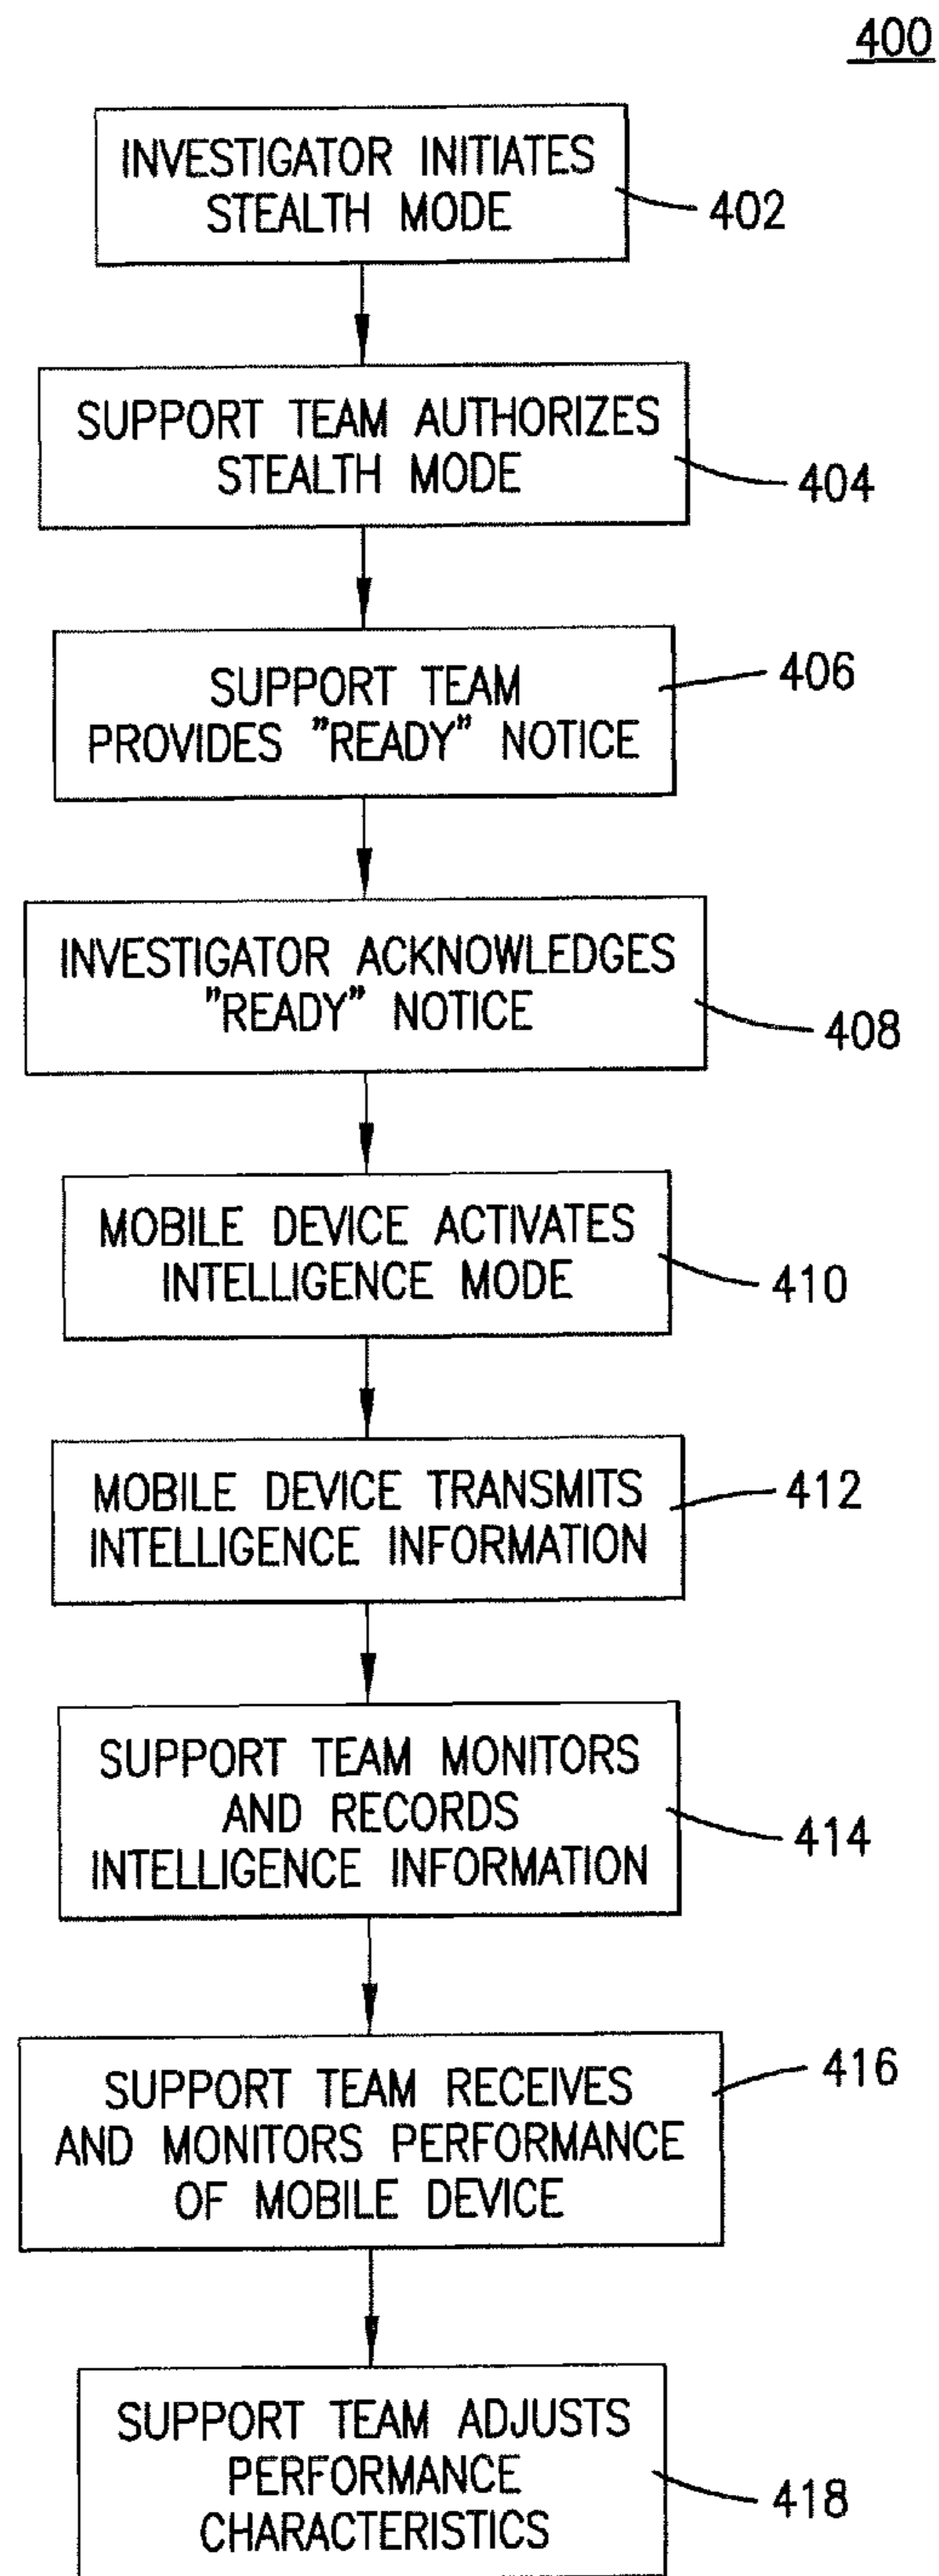 400
INVESTIGATOR INITIATES
STEALTH MODE
402
SUPPORT TEAM AUTHORIZES
STEALTH MODE
404
SUPPORT TEAM
PROVIDES "READY" NOTICE
406
INVESTIGATOR ACKNOWLEDGES
"READY" NOTICE
408
MOBILE DEVICE ACTIVATES
INTELLIGENCE MODE
410
MOBILE DEVICE TRANSMITS
INTELLIGENCE INFORMATION
412
SUPPORT TEAM MONITORS
AND RECORDS
INTELLIGENCE INFORMATION
414
SUPPORT TEAM RECEIVES
AND MONITORS PERFORMANCE
OF MOBILE DEVICE
416
SUPPORT TEAM ADJUSTS
PERFORMANCE
CHARACTERISTICS
418